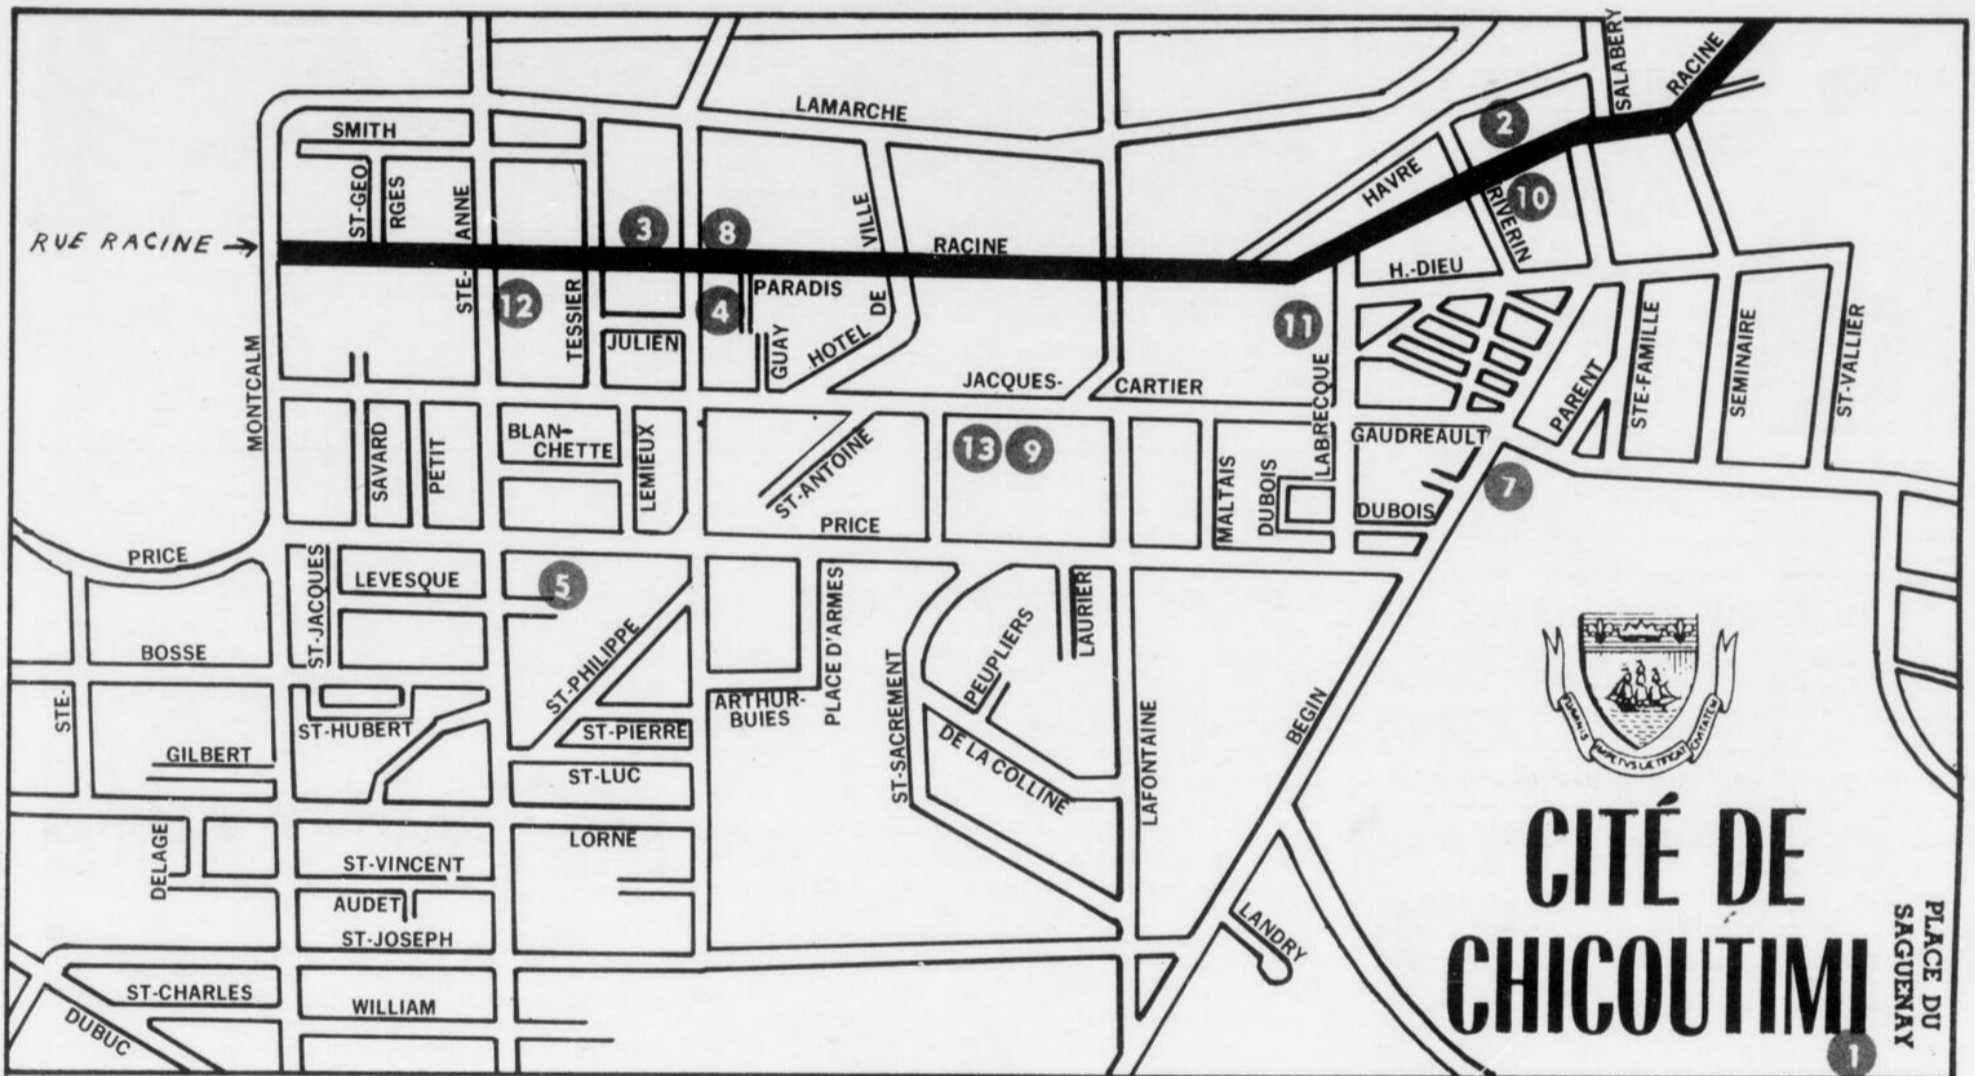 SALABERY
RACINE
LAMARCHE
SMITH
2
ST-GEO
RGES
STE-ANNE
HAVRE
RIVERIN
10
3
8
HOTEL DE VILLE
RUE RACINE →
RACINE
H.-DIEU
12
TESSIER
4
PARADIS
JULIEN
GUAY
11
MONTCALM
JACQUES-
CARTIER
LABRECQUE
PARENT
STE-FAMILLE
SEMINAIRE
ST-VALLIER
SAVARD
PETIT
BLAN-
CHETTE
LEMIEUX
ST-ANTOINE
13
9
GAUDREAULT
MALTAIS
DUBOIS
DUBOIS
7
PRICE
PRICE
ST-JACQUES
LEVESQUE
5
PLACE D'ARMES
LAURIER
PEUPLIERS
BOSSE
STE-
ST-PHILIPPE
ST-SACREMENT
ARTHUR-
BUIES
ST-HUBERT
ST-PIERRE
DE LA COLLINE
LAFONTAINE
BEGIN
GILBERT
ST-LUC
DELAGE
LORNE
ST-VINCENT
AUDET
ST-JOSEPH
LANDRY
ST-CHARLES
WILLIAM
DUBUC
CITÉ DE
CHICOUTIMI
PLACE DU
SAGUENAY
1